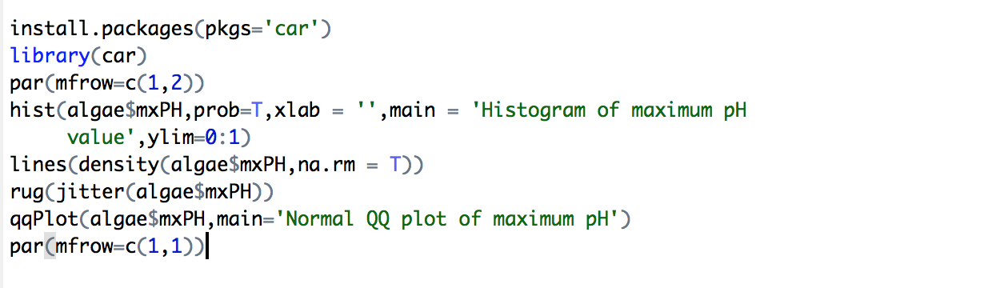 install.packages(pkgs='car')
library(car)
par(mfrow=c(1,2))
hist(algae$mxPH,prob=T,xlab = '',main = 'Histogram of maximum pH
     value',ylim=0:1)
lines(density(algae$mxPH,na.rm = T))
rug(jitter(algae$mxPH))
qqPlot(algae$mxPH,main='Normal QQ plot of maximum pH')
par(mfrow=c(1,1))